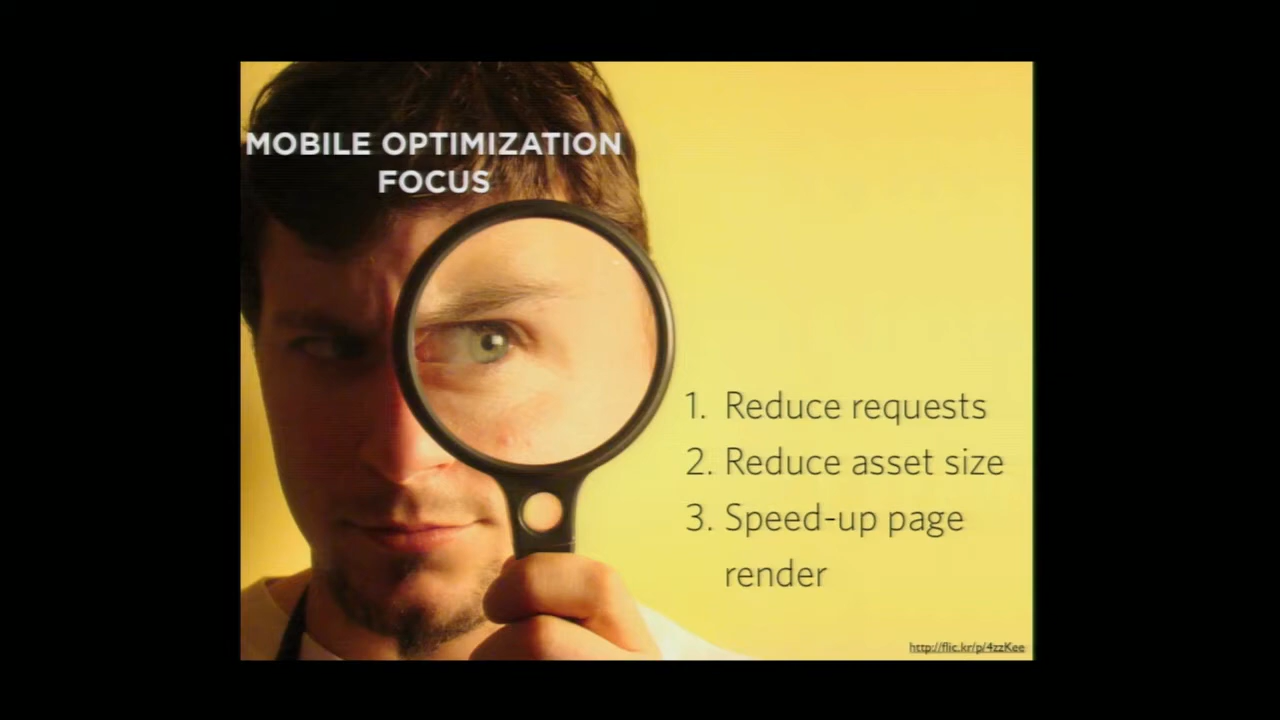 MOBILE OPTIMIZATION
FOCUS
1. Reduce requests
2. Reduce asset size
3. Speed-up page
render
http://flic.kr/p/4zzKee